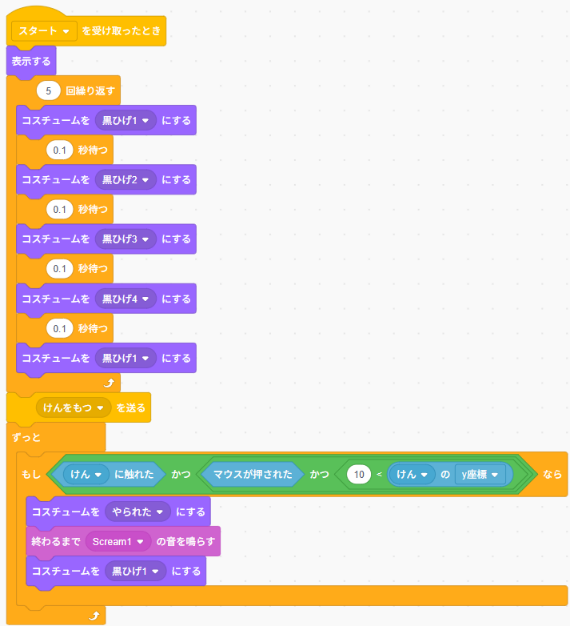 スタート を受け取ったとき
表示する
5 回繰り返す
コスチュームを 黒ひげ1 にする
0.1 秒待つ
コスチュームを 黒ひげ2 にする
0.1 秒待つ
コスチュームを 黒ひげ3 にする
0.1 秒待つ
コスチュームを 黒ひげ4 にする
0.1 秒待つ
コスチュームを 黒ひげ1 にする
けんをもつ を送る
ずっと
もし けん に触れた かつ マウスが押された かつ 10 < けん の y座標 なら
コスチュームを やられた にする
終わるまで Scream1 の音を鳴らす
コスチュームを 黒ひげ1 にする